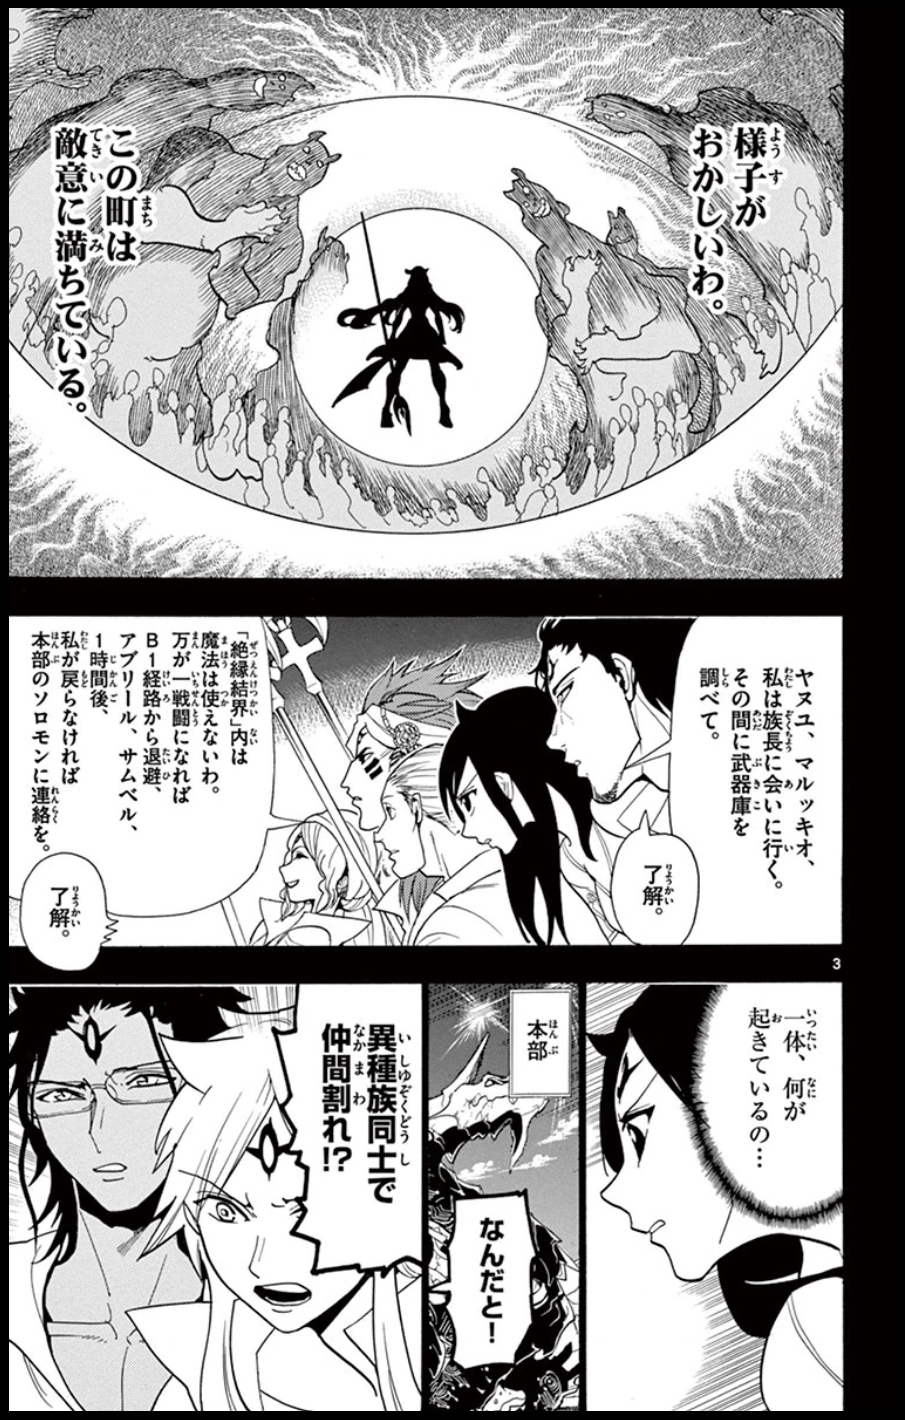 様子が
おかしいわ。
この町は
敵意に満ちている。
ヤヌユ、マルッキオ、
私は族長に会いに行く。
その間に武器庫を
調べて。
了解。
「絶縁結界」内は
魔法は使えないわ。
万が一戦闘になれば
B1経路から退避、
アブリール、サムベル、
1時間後、
私が戻らなければ
本部のソロモンに連絡を。
了解。
3
一体、何が
起きているの…
本部
なんだと!
異種族同士で
仲間割れ!?